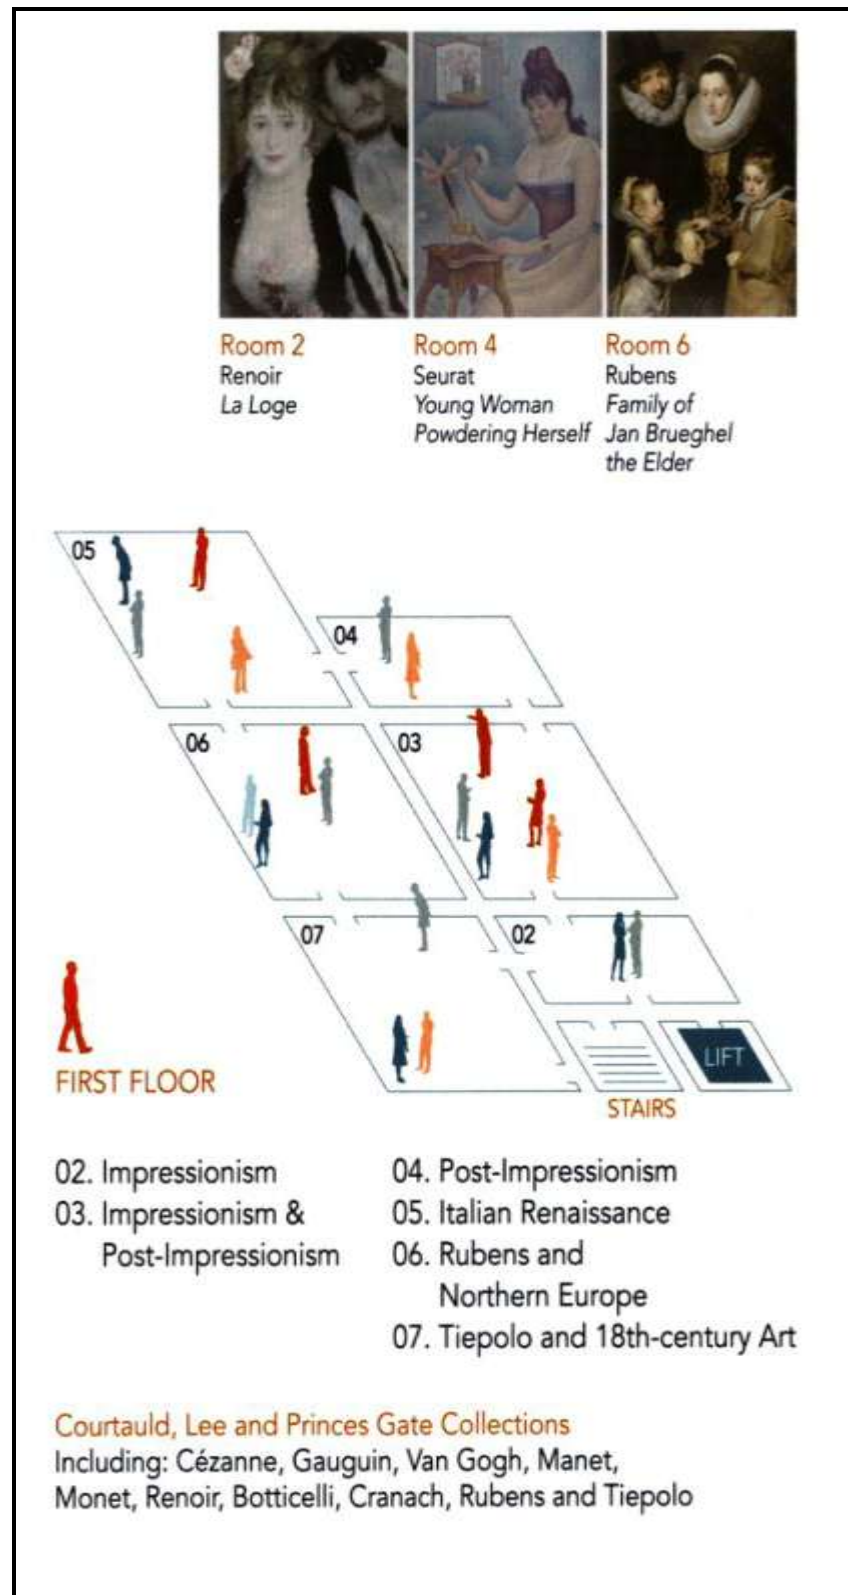 Room 2
Renoir
La Loge
Room 4
Seurat
Young Woman
Powdering Herself
Room 6
Rubens
Family of
Jan Brueghel
the Elder
05
04
06
03
07
02
LIFT
STAIRS
FIRST FLOOR
02. Impressionism
03. Impressionism &
Post-Impressionism
04. Post-Impressionism
05. Italian Renaissance
06. Rubens and
Northern Europe
07. Tiepolo and 18th-century Art
Courtauld, Lee and Princes Gate Collections
Including: Cézanne, Gauguin, Van Gogh, Manet,
Monet, Renoir, Botticelli, Cranach, Rubens and Tiepolo